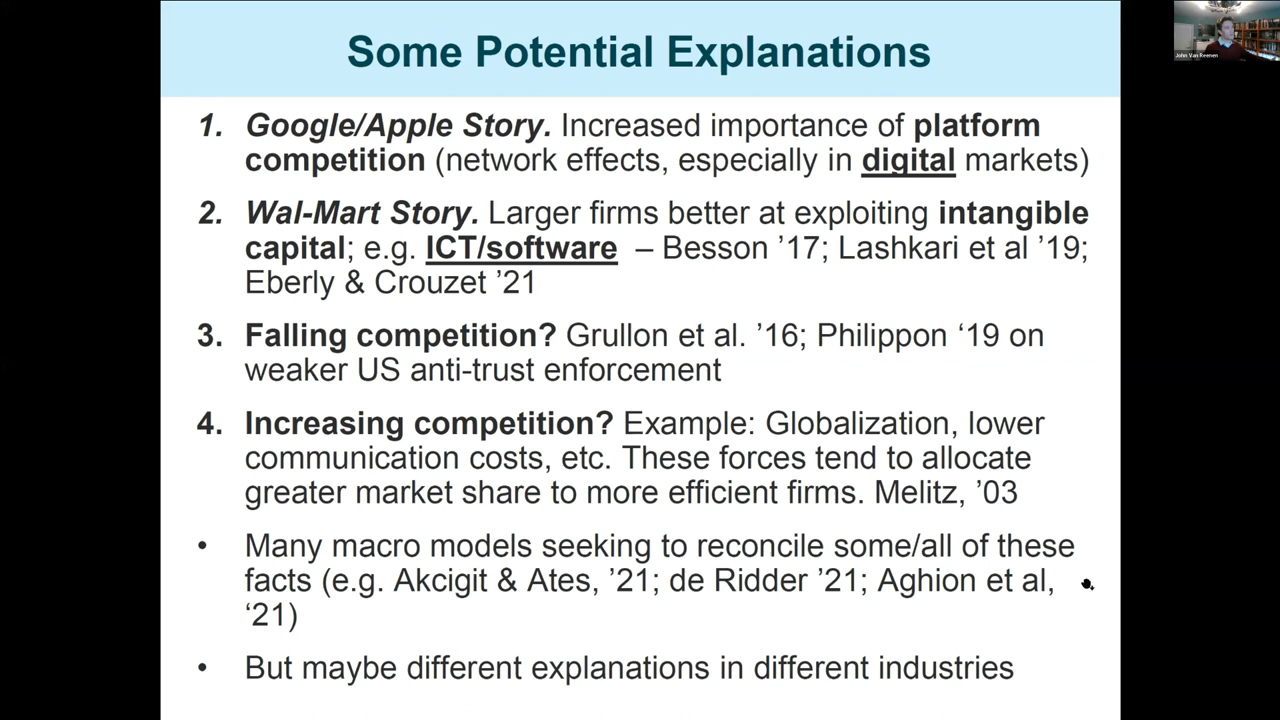 Some Potential Explanations
1. Google/Apple Story. Increased importance of platform
competition (network effects, especially in digital markets)
2. Wal-Mart Story. Larger firms better at exploiting intangible
capital; e.g. ICT/software – Besson ’17; Lashkari et al ’19;
Eberly & Crouzet ’21
3. Falling competition? Grullon et al. ’16; Philippon ‘19 on
weaker US anti-trust enforcement
4. Increasing competition? Example: Globalization, lower
communication costs, etc. These forces tend to allocate
greater market share to more efficient firms. Melitz, ’03
• Many macro models seeking to reconcile some/all of these
facts (e.g. Akcigit & Ates, ’21; de Ridder ’21; Aghion et al,
‘21)
• But maybe different explanations in different industries
John Van Reenen